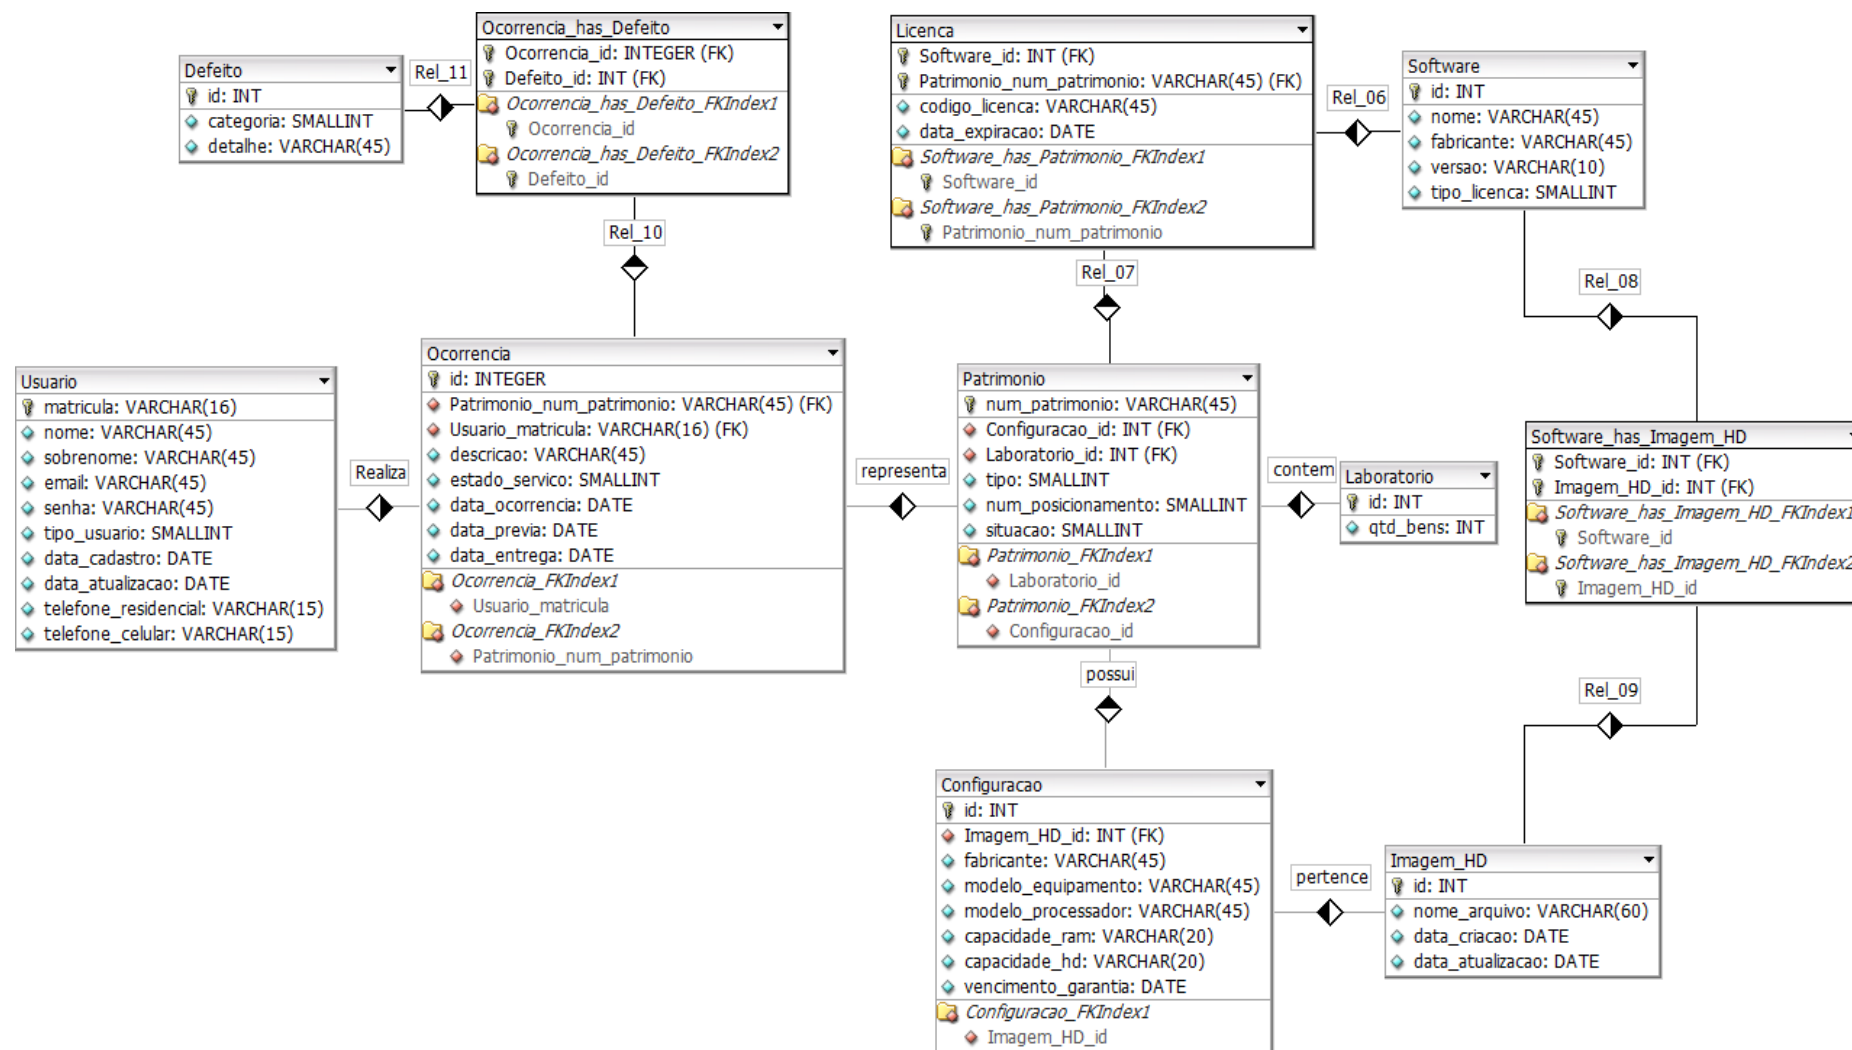 Defeito
id: INT
categoria: SMALLINT
detalhe: VARCHAR(45)
Rel_11
Ocorrencia_has_Defeito
Ocorrencia_id: INTEGER (FK)
Defeito_id: INT (FK)
Ocorrencia_has_Defeito_FKIndex1
Ocorrencia_id
Ocorrencia_has_Defeito_FKIndex2
Defeito_id
Rel_10
Licenca
Software_id: INT (FK)
Patrimonio_num_patrimonio: VARCHAR(45) (FK)
codigo_licenca: VARCHAR(45)
data_expiracao: DATE
Software_has_Patrimonio_FKIndex1
Software_id
Software_has_Patrimonio_FKIndex2
Patrimonio_num_patrimonio
Rel_06
Software
id: INT
nome: VARCHAR(45)
fabricante: VARCHAR(45)
versao: VARCHAR(10)
tipo_licenca: SMALLINT
Rel_07
Rel_08
Usuario
matricula: VARCHAR(16)
nome: VARCHAR(45)
sobrenome: VARCHAR(45)
email: VARCHAR(45)
senha: VARCHAR(45)
tipo_usuario: SMALLINT
data_cadastro: DATE
data_atualizacao: DATE
telefone_residencial: VARCHAR(15)
telefone_celular: VARCHAR(15)
Realiza
Ocorrencia
id: INTEGER
Patrimonio_num_patrimonio: VARCHAR(45) (FK)
Usuario_matricula: VARCHAR(16) (FK)
descricao: VARCHAR(45)
estado_servico: SMALLINT
data_ocorrencia: DATE
data_previa: DATE
data_entrega: DATE
Ocorrencia_FKIndex1
Usuario_matricula
Ocorrencia_FKIndex2
Patrimonio_num_patrimonio
representa
Patrimonio
num_patrimonio: VARCHAR(45)
Configuracao_id: INT (FK)
Laboratorio_id: INT (FK)
tipo: SMALLINT
num_posicionamento: SMALLINT
situacao: SMALLINT
Patrimonio_FKIndex1
Laboratorio_id
Patrimonio_FKIndex2
Configuracao_id
contem
Laboratorio
id: INT
qtd_bens: INT
Software_has_Imagem_HD
Software_id: INT (FK)
Imagem_HD_id: INT (FK)
Software_has_Imagem_HD_FKIndex1
Software_id
Software_has_Imagem_HD_FKIndex2
Imagem_HD_id
possui
Rel_09
Configuracao
id: INT
Imagem_HD_id: INT (FK)
fabricante: VARCHAR(45)
modelo_equipamento: VARCHAR(45)
modelo_processador: VARCHAR(45)
capacidade_ram: VARCHAR(20)
capacidade_hd: VARCHAR(20)
vencimento_garantia: DATE
Configuracao_FKIndex1
Imagem_HD_id
pertence
Imagem_HD
id: INT
nome_arquivo: VARCHAR(60)
data_criacao: DATE
data_atualizacao: DATE